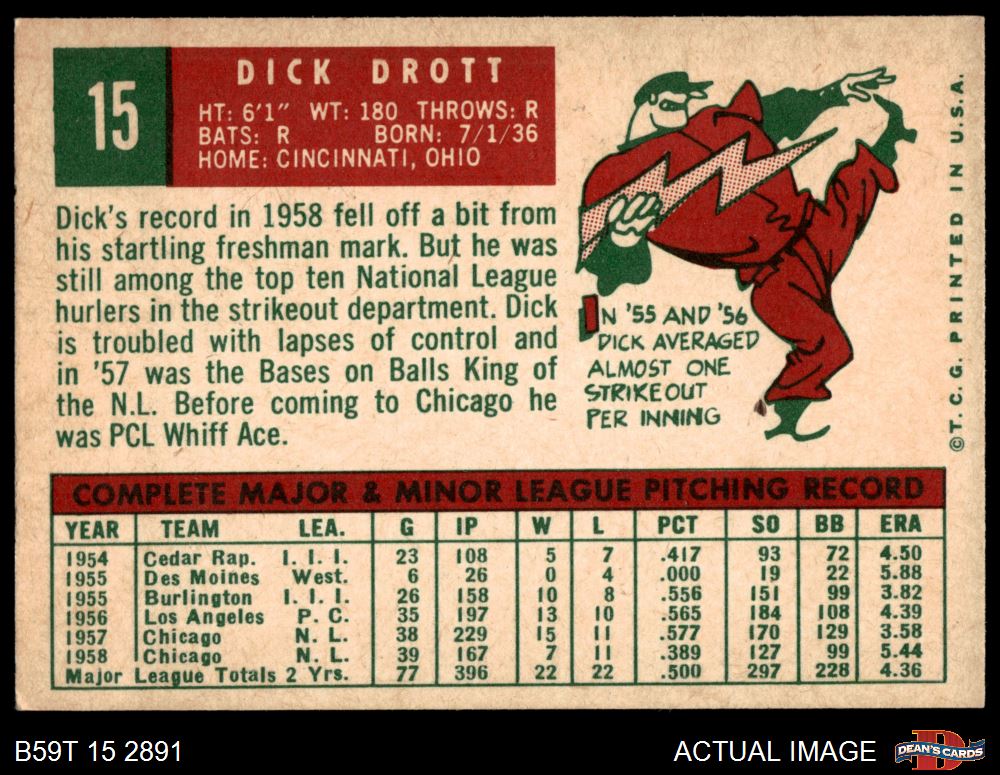 15
DICK DROTT
HT: 6'1" WT: 180 THROWS: R
BATS: R BORN: 7/1/36
HOME: CINCINNATI, OHIO
Dick's record in 1958 fell off a bit from
his startling freshman mark. But he was
still among the top ten National League
hurlers in the strikeout department. Dick
is troubled with lapses of control and
in '57 was the Bases on Balls King of
the N.L. Before coming to Chicago he
was PCL Whiff Ace.
IN '55 AND '56
DICK AVERAGED
ALMOST ONE
STRIKEOUT
PER INNING
©T.C.G. PRINTED IN U.S.A.
COMPLETE MAJOR & MINOR LEAGUE PITCHING RECORD
YEAR TEAM LEA. G IP W L PCT SO BB ERA
1954 Cedar Rap. I. I. I. 23 108 5 7 .417 93 72 4.50
1955 Des Moines West. 6 26 0 4 .000 19 22 5.88
1955 Burlington I. I. I. 26 158 10 8 .556 151 99 3.82
1956 Los Angeles P. C. 35 197 13 10 .565 184 108 4.39
1957 Chicago N. L. 38 229 15 11 .577 170 129 3.58
1958 Chicago N. L. 39 167 7 11 .389 127 99 5.44
Major League Totals 2 Yrs. 77 396 22 22 .500 297 228 4.36
B59T 15 2891
ACTUAL IMAGE
DEAN'S CARDS